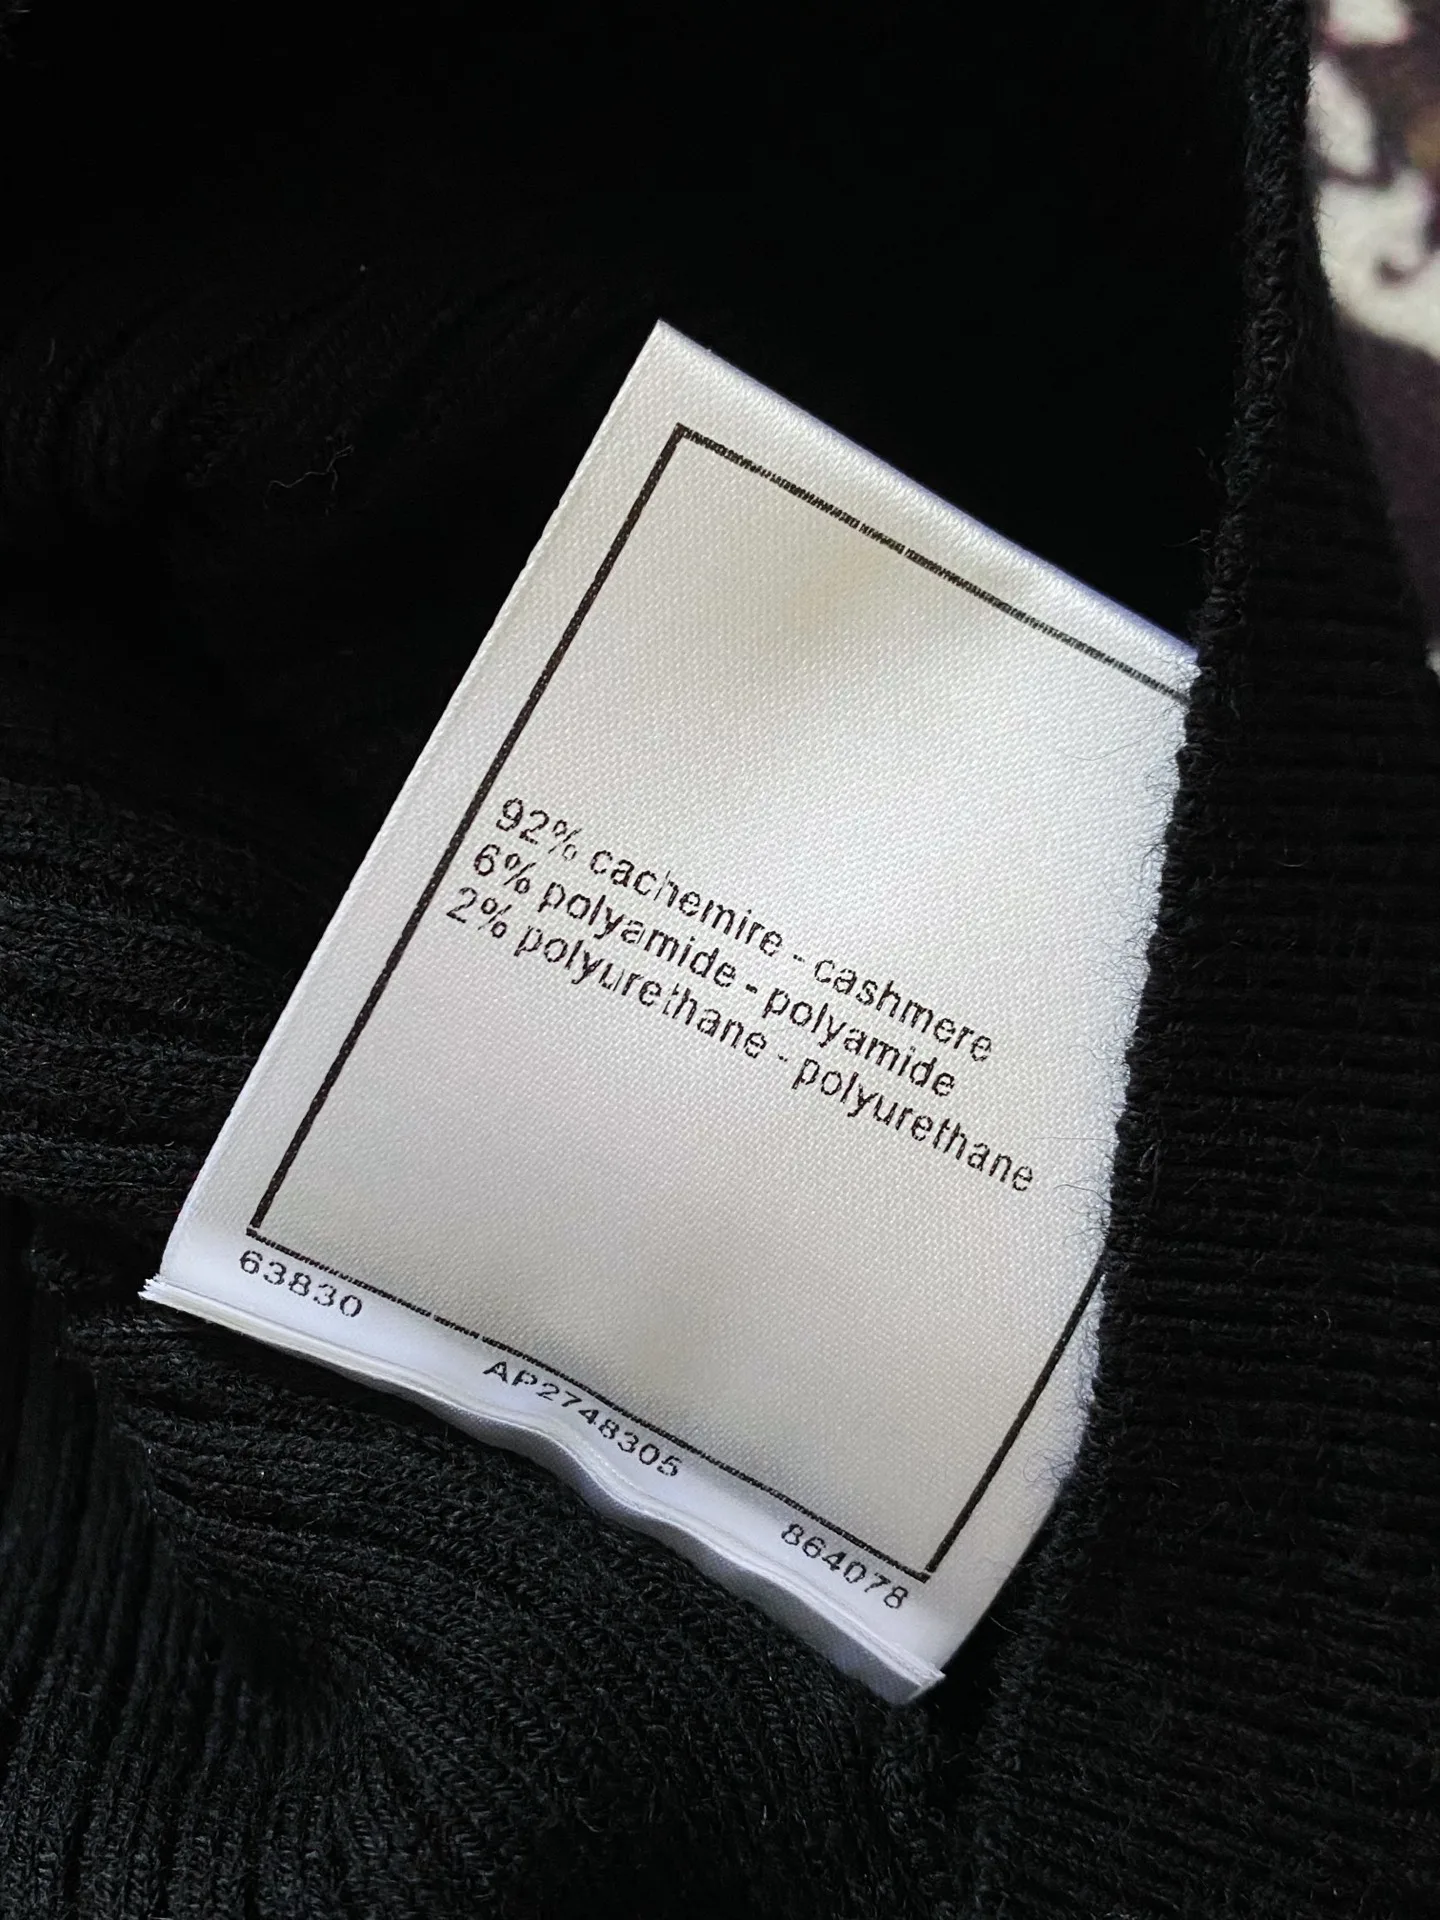 92% cachemire - cashmere
6% polyamide - polyamide
2% polyurethane - polyurethane
63830
AP2748305
864078